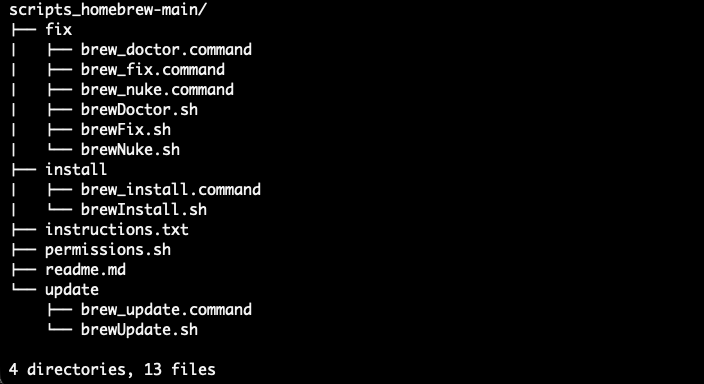 scripts_homebrew-main/
├── fix
│   ├── brew_doctor.command
│   ├── brew_fix.command
│   ├── brew_nuke.command
│   ├── brewDoctor.sh
│   ├── brewFix.sh
│   └── brewNuke.sh
├── install
│   ├── brew_install.command
│   └── brewInstall.sh
├── instructions.txt
├── permissions.sh
├── readme.md
└── update
    ├── brew_update.command
    └── brewUpdate.sh

4 directories, 13 files